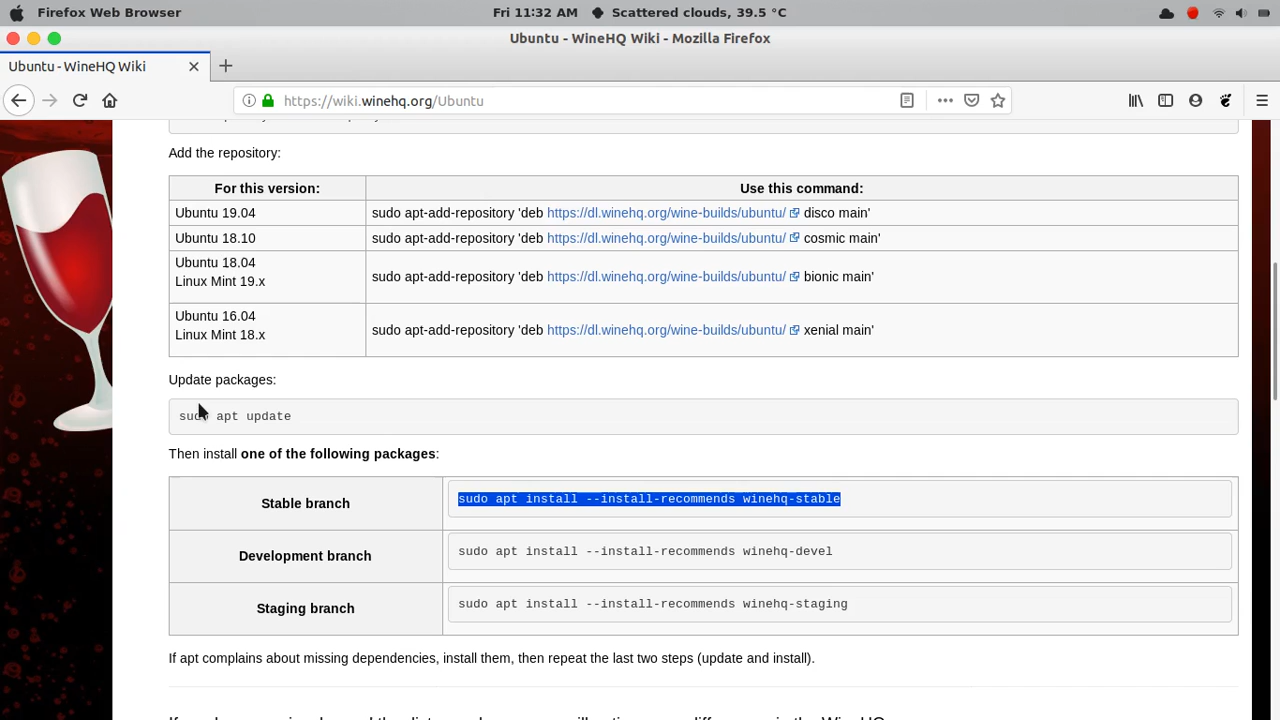 Firefox Web Browser Fri 11:32 AM Scattered clouds, 39.5 °C
Ubuntu - WineHQ Wiki - Mozilla Firefox
Ubuntu - WineHQ Wiki
https://wiki.winehq.org/Ubuntu
Add the repository:
For this version: Use this command:
Ubuntu 19.04 sudo apt-add-repository 'deb https://dl.winehq.org/wine-builds/ubuntu/ disco main'
Ubuntu 18.10 sudo apt-add-repository 'deb https://dl.winehq.org/wine-builds/ubuntu/ cosmic main'
Ubuntu 18.04
Linux Mint 19.x sudo apt-add-repository 'deb https://dl.winehq.org/wine-builds/ubuntu/ bionic main'
Ubuntu 16.04
Linux Mint 18.x sudo apt-add-repository 'deb https://dl.winehq.org/wine-builds/ubuntu/ xenial main'
Update packages:
sudo apt update
Then install one of the following packages:
Stable branch sudo apt install --install-recommends winehq-stable
Development branch sudo apt install --install-recommends winehq-devel
Staging branch sudo apt install --install-recommends winehq-staging
If apt complains about missing dependencies, install them, then repeat the last two steps (update and install).